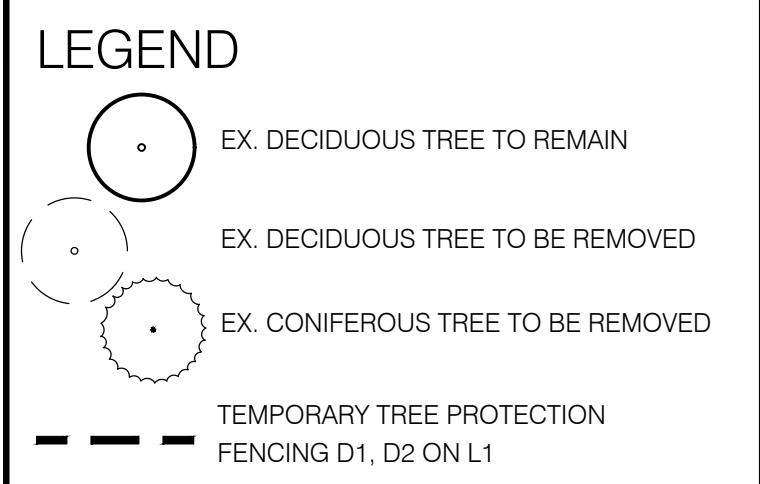 LEGEND
EX. DECIDUOUS TREE TO REMAIN
EX. DECIDUOUS TREE TO BE REMOVED
EX. CONIFEROUS TREE TO BE REMOVED
TEMPORARY TREE PROTECTION
FENCING D1, D2 ON L1